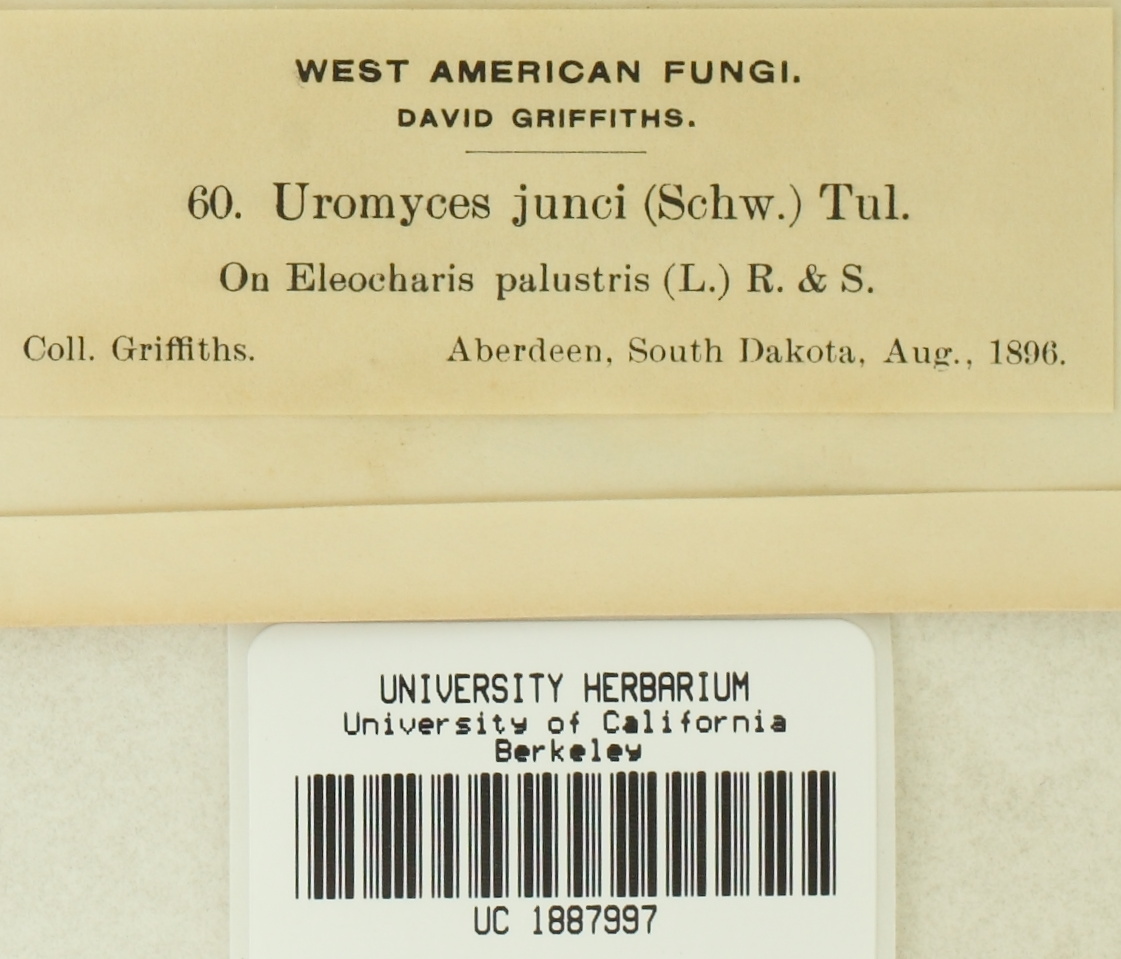 WEST AMERICAN FUNGI.
DAVID GRIFFITHS.
60. Uromyces junci (Schw.) Tul.
On Eleocharis palustris (L.) R. & S.
Coll. Griffiths. Aberdeen, South Dakota, Aug., 1896.
UNIVERSITY HERBARIUM
University of California
Berkeley
UC 1887997